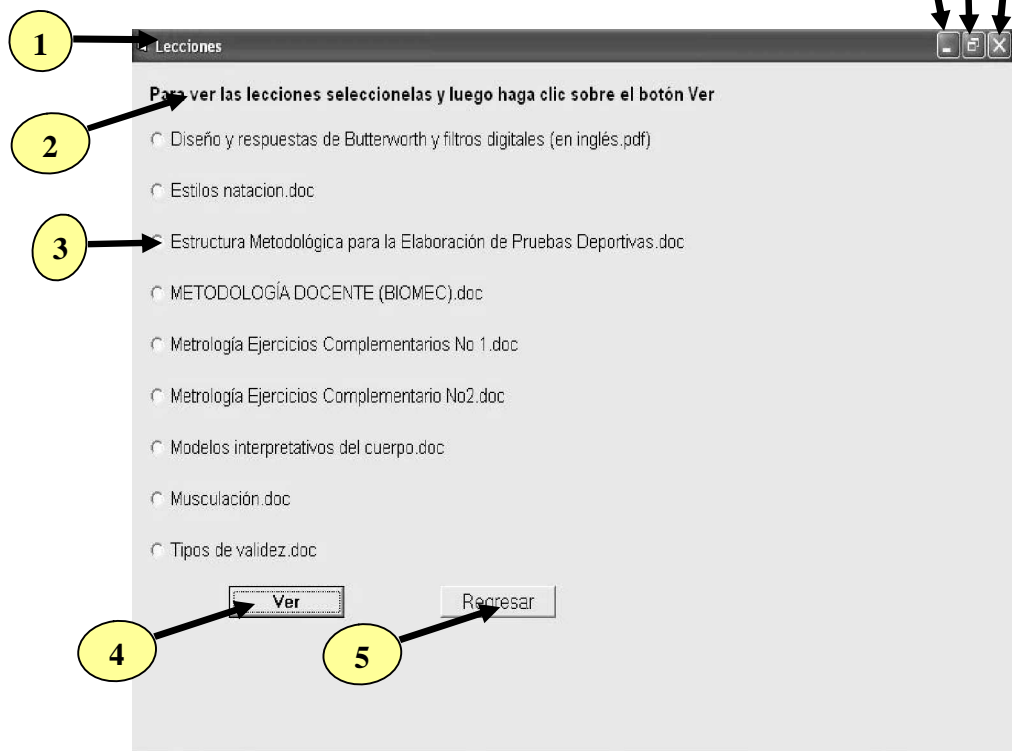 1
Lecciones
Para ver las lecciones seleccionelas y luego haga clic sobre el botón Ver
2
Diseño y respuestas de Butterworth y filtros digitales (en inglés.pdf)
Estilos natacion.doc
3
Estructura Metodológica para la Elaboración de Pruebas Deportivas.doc
METODOLOGÍA DOCENTE (BIOMEC).doc
Metrología Ejercicios Complementarios No 1.doc
Metrología Ejercicios Complementario No2.doc
Modelos interpretativos del cuerpo.doc
Musculación.doc
Tipos de validez.doc
Ver
Regresar
4
5